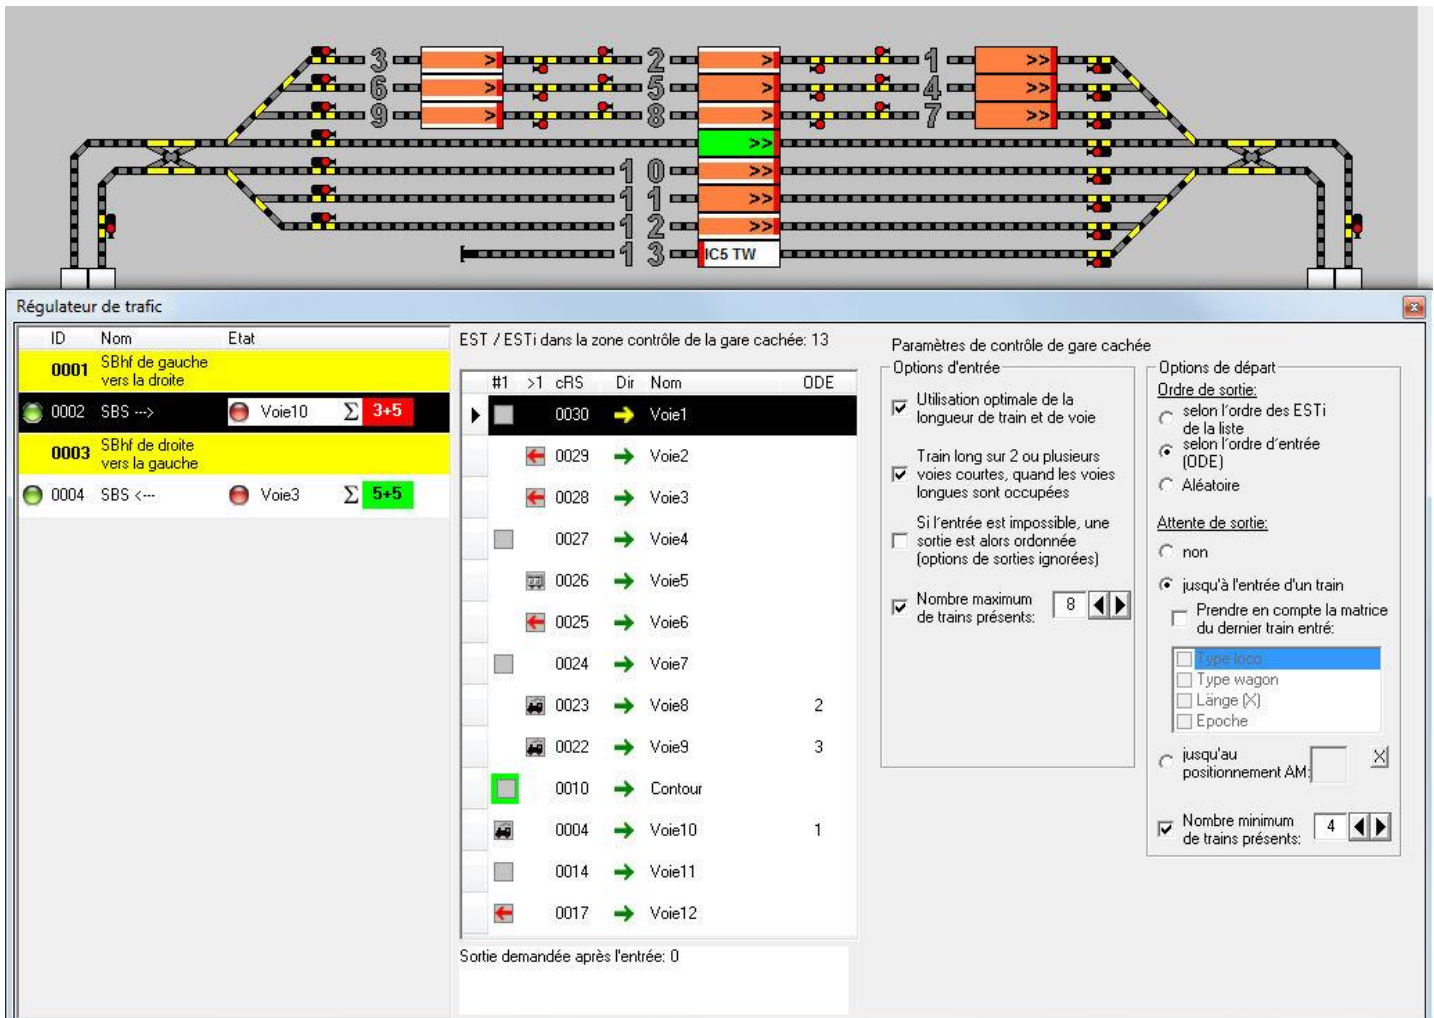 3 > 2 > 1 >>
6 > 5 > 4 >>
9 > 8 > 7 >>
>>
10 >>
11 >>
12 >>
13 IC5 TW
Régulateur de trafic
ID Nom Etat
0001 SBhf de gauche
vers la droite
0002 SBS ---> Voie10 Σ 3+5
0003 SBhf de droite
vers la gauche
0004 SBS <--- Voie3 Σ 5+5
EST / ESTi dans la zone contrôle de la gare cachée: 13
#1 >1 cRS Dir Nom ODE
0030 Voie1
0029 Voie2
0028 Voie3
0027 Voie4
0026 Voie5
0025 Voie6
0024 Voie7
0023 Voie8 2
0022 Voie9 3
0010 Contour
0004 Voie10 1
0014 Voie11
0017 Voie12
Sortie demandée après l'entrée: 0
Paramètres de contrôle de gare cachée
Options d'entrée
Utilisation optimale de la
longueur de train et de voie
Train long sur 2 ou plusieurs
voies courtes, quand les voies
longues sont occupées
Si l'entrée est impossible, une
sortie est alors ordonnée
(options de sorties ignorées)
Nombre maximum
de trains présents: 8
Options de départ
Ordre de sortie:
selon l'ordre des ESTi
de la liste
selon l'ordre d'entrée
(ODE)
Aléatoire
Attente de sortie:
non
jusqu'à l'entrée d'un train
Prendre en compte la matrice
du dernier train entré:
Type loco
Type wagon
Länge (X)
Epoche
jusqu'au
positionnement AM: X
Nombre minimum
de trains présents: 4